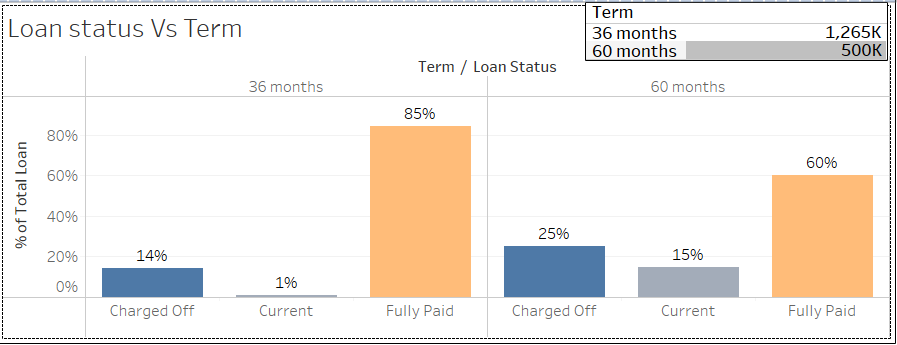 Loan status Vs Term
Term
36 months 1,265K
60 months 500K
Term / Loan Status
36 months 60 months
% of Total Loan
80%
60%
40%
20%
0%
14%
1%
85%
25%
15%
60%
Charged Off Current Fully Paid Charged Off Current Fully Paid